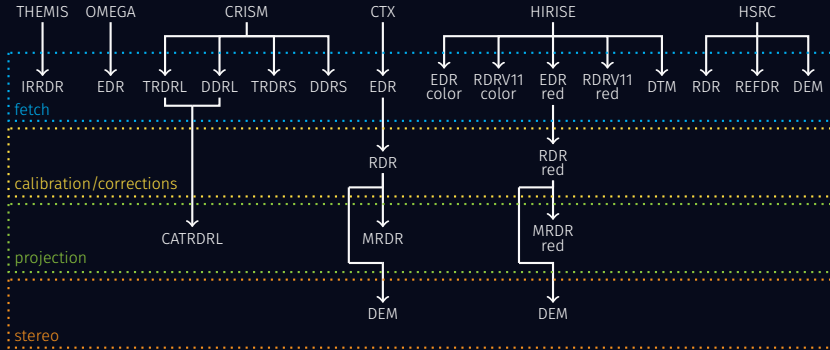 THEMIS OMEGA CRISM CTX HIRISE HSRC
IRRDR EDR TRDRL DDRL TRDRS DDRS EDR EDR color RDRV11 color EDR red RDRV11 red DTM RDR REFDR DEM
fetch
RDR RDR red
calibration/corrections
CATRDRL MRDR MRDR red
projection
DEM DEM
stereo